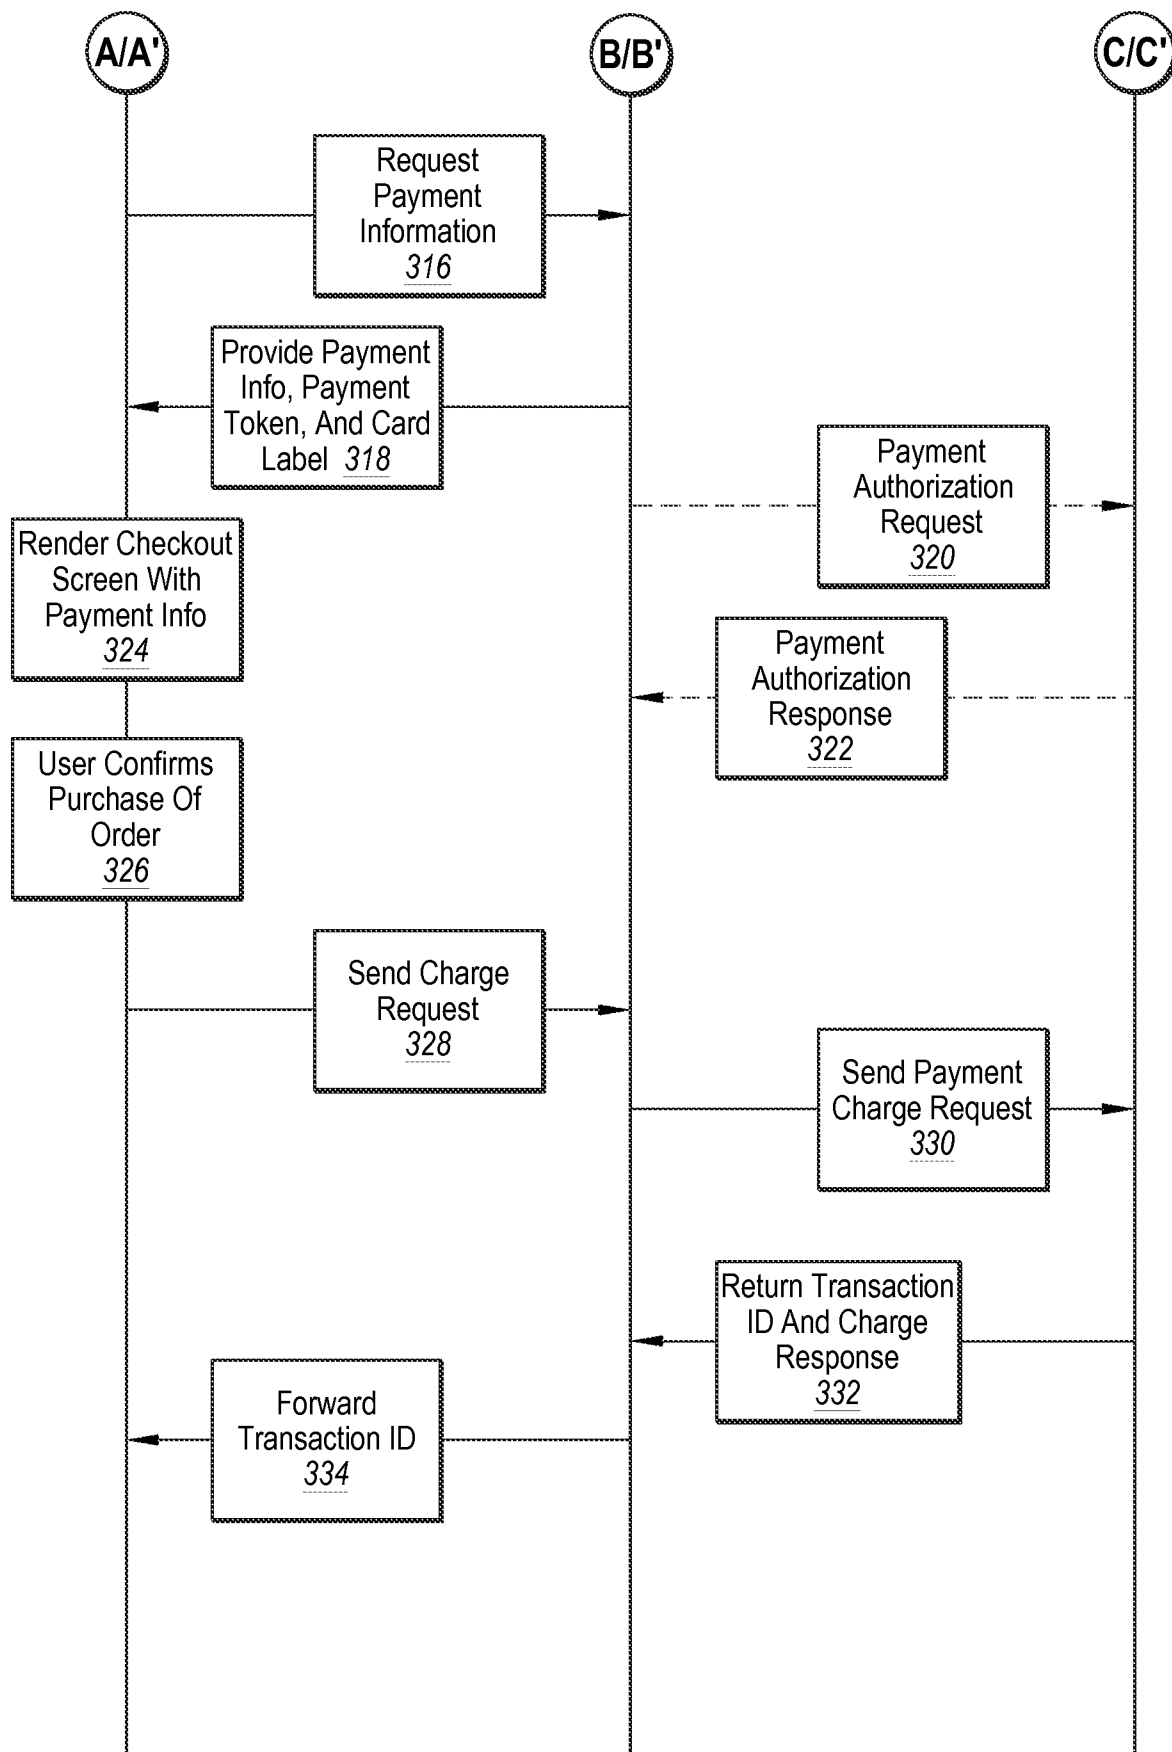 A/A'
B/B'
C/C'
Request
Payment
Information
316
Provide Payment
Info, Payment
Token, And Card
Label 318
Payment
Authorization
Request
320
Render Checkout
Screen With
Payment Info
324
Payment
Authorization
Response
322
User Confirms
Purchase Of
Order
326
Send Charge
Request
328
Send Payment
Charge Request
330
Return Transaction
ID And Charge
Response
332
Forward
Transaction ID
334